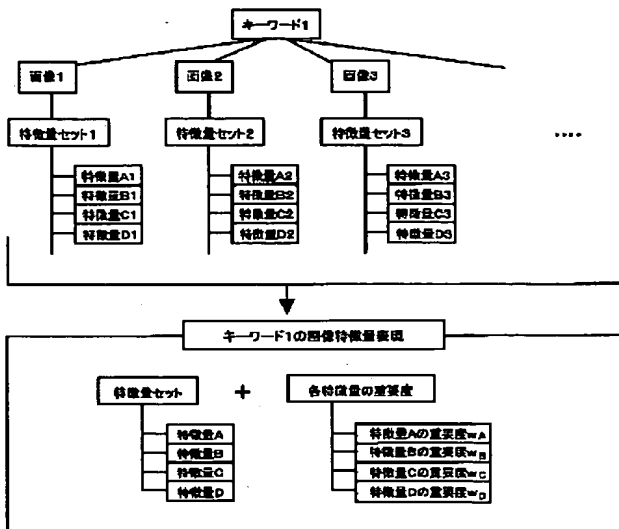 キーワード1
画像1
画像2
画像3
特徴量セット1
特徴量セット2
特徴量セット3
....
特徴量A1
特徴量B1
特徴量C1
特徴量D1
特徴量A2
特徴量B2
特徴量C2
特徴量D2
特徴量A3
特徴量B3
特徴量C3
特徴量D3
キーワード1の画像特徴量表現
特徴量セット
+
各特徴量の重要度
特徴量A
特徴量B
特徴量C
特徴量D
特徴量Aの重要度wA
特徴量Bの重要度wB
特徴量Cの重要度wC
特徴量Dの重要度wD